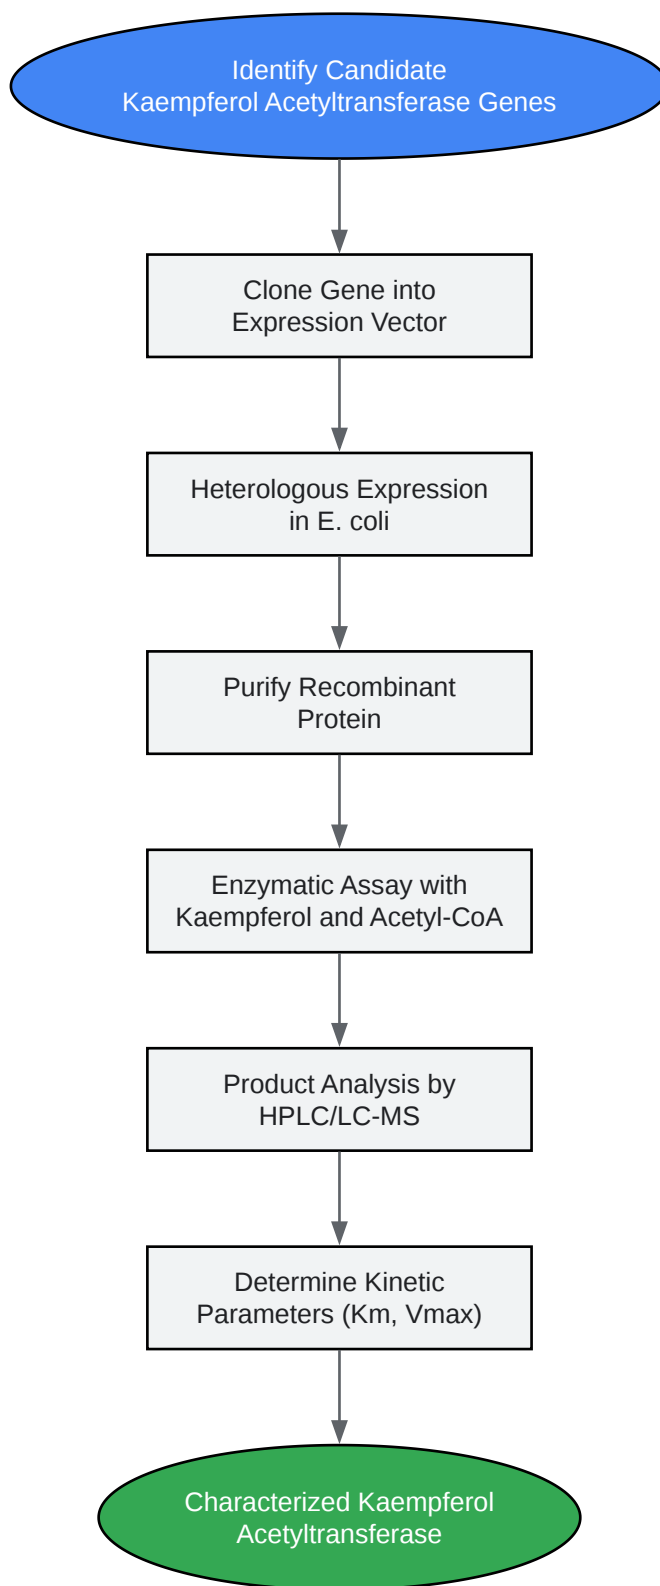 Identify Candidate
Kaempferol Acetyltransferase Genes
Clone Gene into
Expression Vector
Heterologous Expression
in E. coli
Purify Recombinant
Protein
Enzymatic Assay with
Kaempferol and Acetyl-CoA
Product Analysis by
HPLC/LC-MS
Determine Kinetic
Parameters (Km, Vmax)
Characterized Kaempferol
Acetyltransferase